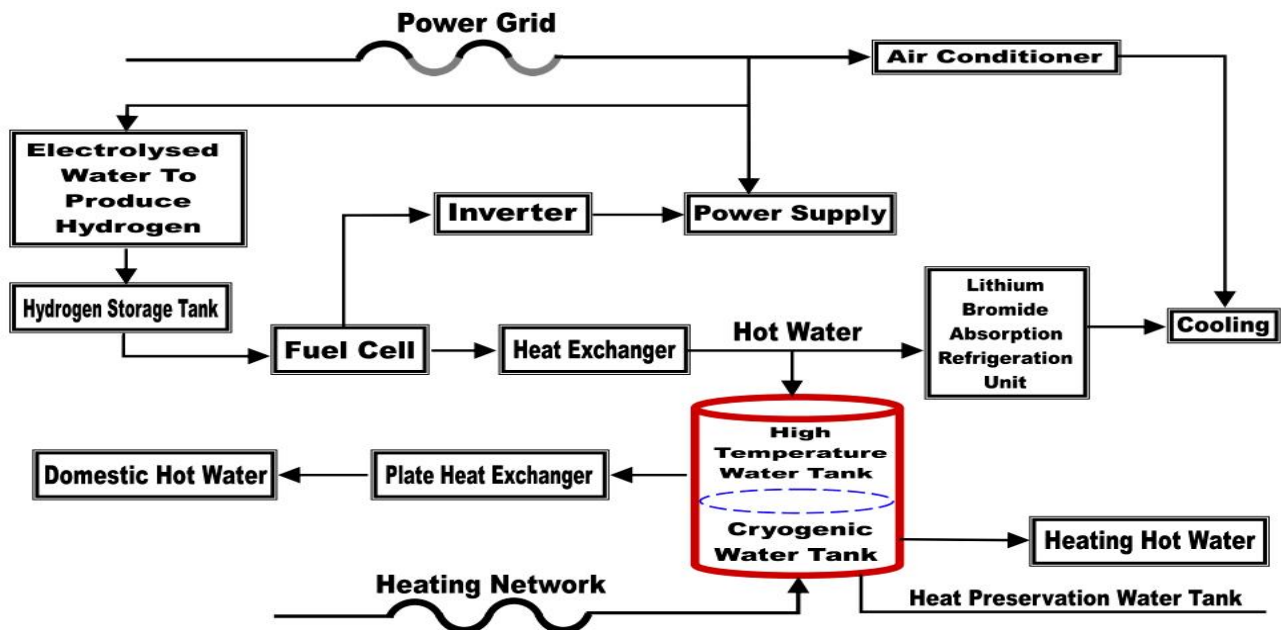 Power Grid
Air Conditioner
Electrolysed
Water To
Produce
Hydrogen
Inverter
Power Supply
Hydrogen Storage Tank
Lithium
Bromide
Absorption
Refrigeration
Unit
Cooling
Fuel Cell
Heat Exchanger
Hot Water
High
Temperature
Water Tank
Domestic Hot Water
Plate Heat Exchanger
Cryogenic
Water Tank
Heating Hot Water
Heating Network
Heat Preservation Water Tank